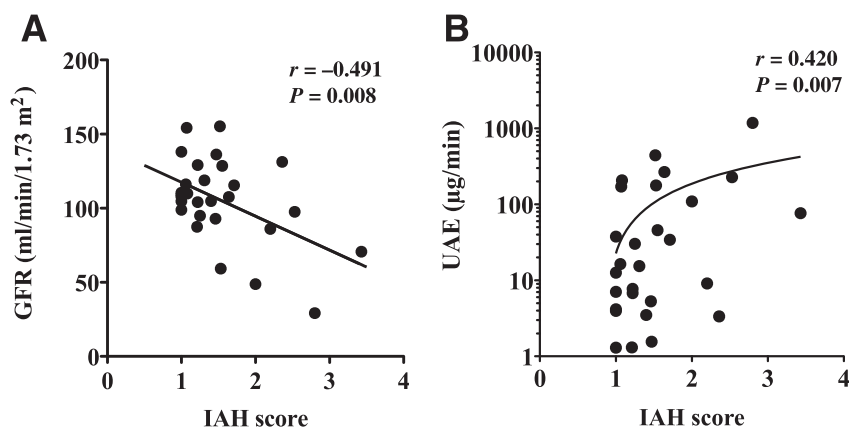 A
r = –0.491
P = 0.008
GFR (ml/min/1.73 m²)
200
150
100
50
0
0 1 2 3 4
IAH score
B
r = 0.420
P = 0.007
UAE (µg/min)
10000
1000
100
10
1
0 1 2 3 4
IAH score